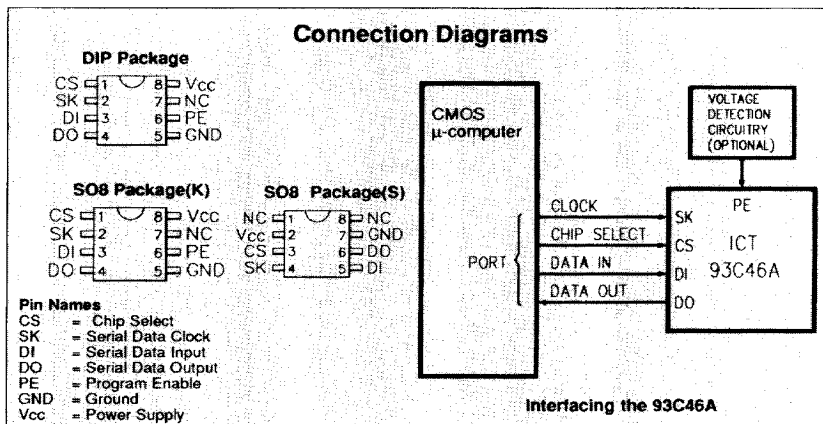 Connection Diagrams
DIP Package
CS 1 8 Vcc
SK 2 7 NC
DI 3 6 PE
DO 4 5 GND
SO8 Package(K)
CS 1 8 Vcc
SK 2 7 NC
DI 3 6 PE
DO 4 5 GND
SO8 Package(S)
NC 1 8 NC
Vcc 2 7 GND
CS 3 6 DO
SK 4 5 DI
Pin Names
CS = Chip Select
SK = Serial Data Clock
DI = Serial Data Input
DO = Serial Data Output
PE = Program Enable
GND = Ground
Vcc = Power Supply
CMOS
μ-computer
PORT
CLOCK
CHIP SELECT
DATA IN
DATA OUT
VOLTAGE
DETECTION
CIRCUITRY
(OPTIONAL)
PE
SK
CS
DI
DO
ICT
93C46A
Interfacing the 93C46A